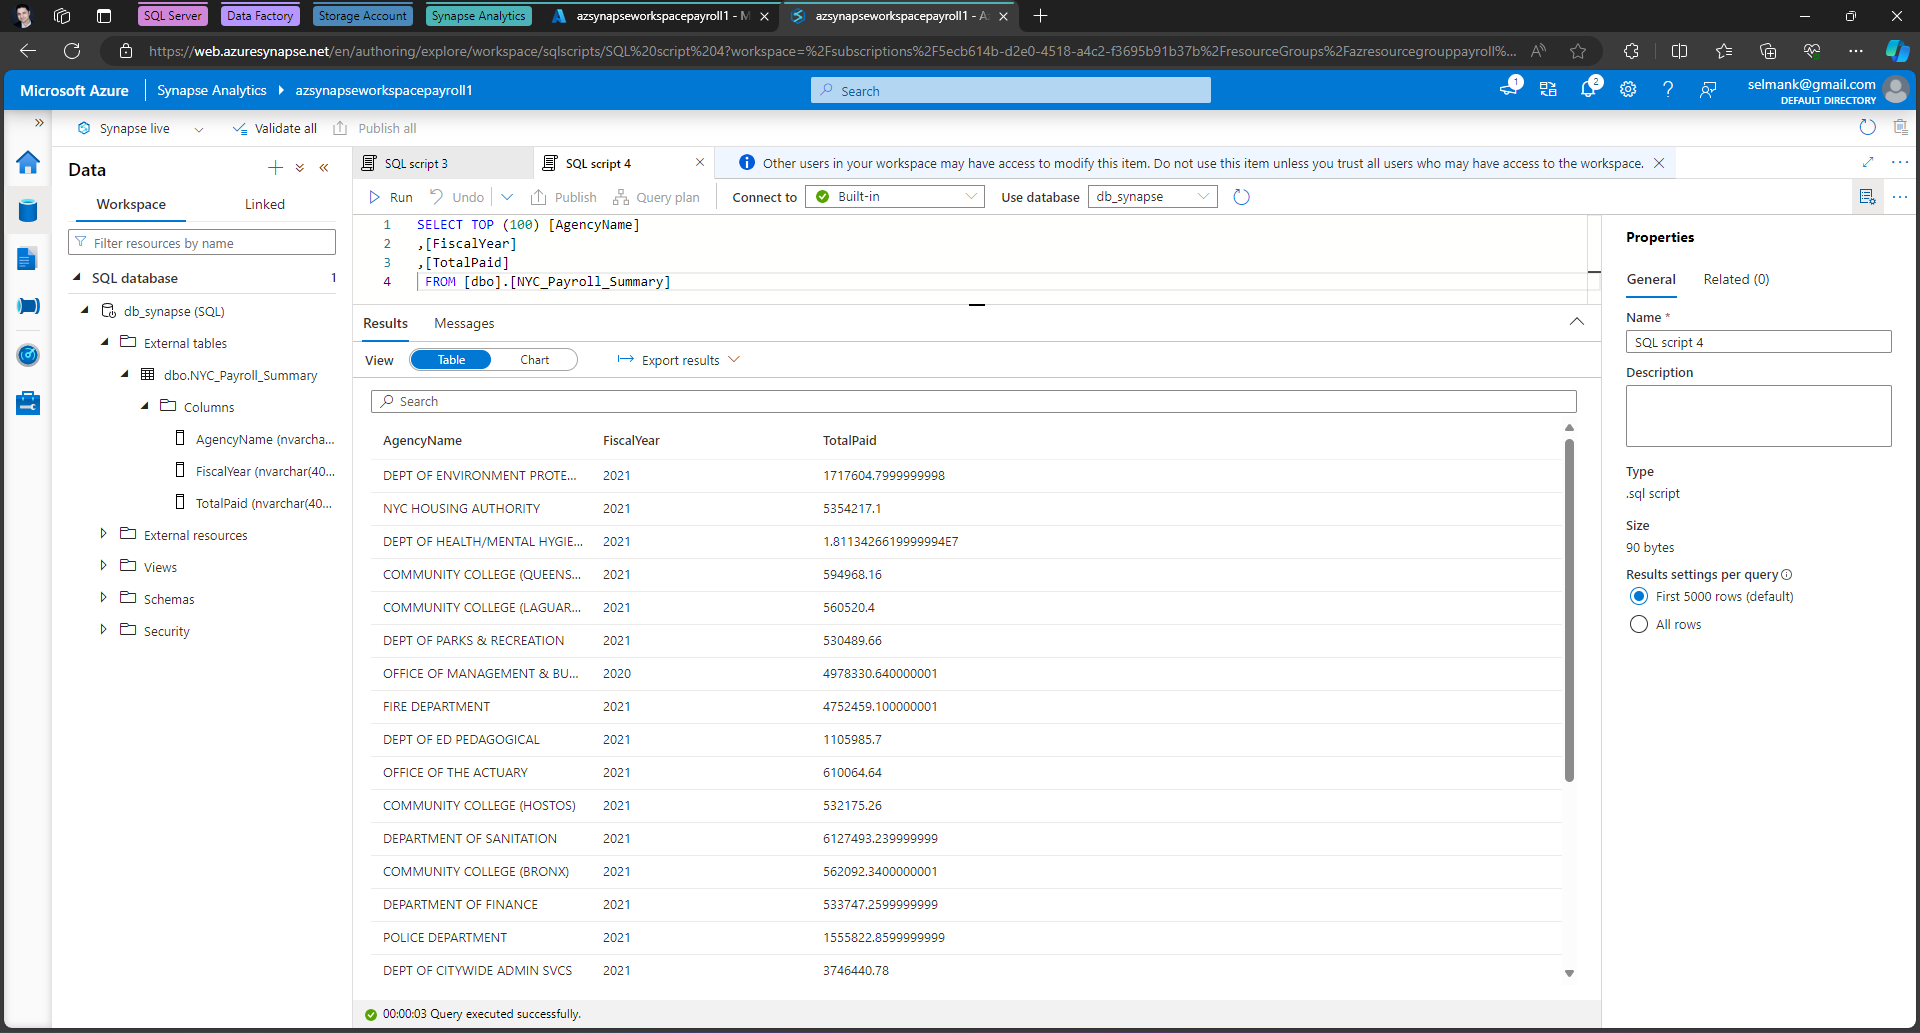 SQL Server
Data Factory
Storage Account
Synapse Analytics
azsynapseworkspacepayroll1 - M
azsynapseworkspacepayroll1 - Az
https://web.azuresynapse.net/en/authoring/explore/workspace/sqlscripts/SQL%20script%204?workspace=%2Fsubscriptions%2F5ecb614b-d2e0-4518-a4c2-f3695b91b37b%2FresourceGroups%2Fazresourcegrouppayroll%...
Microsoft Azure
Synapse Analytics
azsynapseworkspacepayroll1
Search
1
2
selmank@gmail.com
DEFAULT DIRECTORY
Synapse live
Validate all
Publish all
Data
Workspace
Linked
Filter resources by name
SQL database
1
db_synapse (SQL)
External tables
dbo.NYC_Payroll_Summary
Columns
AgencyName (nvarcha...
FiscalYear (nvarchar(40...
TotalPaid (nvarchar(40...
External resources
Views
Schemas
Security
SQL script 3
SQL script 4
Other users in your workspace may have access to modify this item. Do not use this item unless you trust all users who may have access to the workspace.
Run
Undo
Publish
Query plan
Connect to
Built-in
Use database
db_synapse
1 SELECT TOP (100) [AgencyName]
2 ,[FiscalYear]
3 ,[TotalPaid]
4 FROM [dbo].[NYC_Payroll_Summary]
Results
Messages
View
Table
Chart
Export results
Search
AgencyName FiscalYear TotalPaid
DEPT OF ENVIRONMENT PROTE... 2021 1717604.7999999998
NYC HOUSING AUTHORITY 2021 5354217.1
DEPT OF HEALTH/MENTAL HYGIE... 2021 1.8113426619999994E7
COMMUNITY COLLEGE (QUEENS... 2021 594968.16
COMMUNITY COLLEGE (LAGUAR... 2021 560520.4
DEPT OF PARKS & RECREATION 2021 530489.66
OFFICE OF MANAGEMENT & BU... 2020 4978330.640000001
FIRE DEPARTMENT 2021 4752459.100000001
DEPT OF ED PEDAGOGICAL 2021 1105985.7
OFFICE OF THE ACTUARY 2021 610064.64
COMMUNITY COLLEGE (HOSTOS) 2021 532175.26
DEPARTMENT OF SANITATION 2021 6127493.239999999
COMMUNITY COLLEGE (BRONX) 2021 562092.3400000001
DEPARTMENT OF FINANCE 2021 533747.2599999999
POLICE DEPARTMENT 2021 1555822.8599999999
DEPT OF CITYWIDE ADMIN SVCS 2021 3746440.78
00:00:03 Query executed successfully.
Properties
General
Related (0)
Name *
SQL script 4
Description
Type
.sql script
Size
90 bytes
Results settings per query
First 5000 rows (default)
All rows